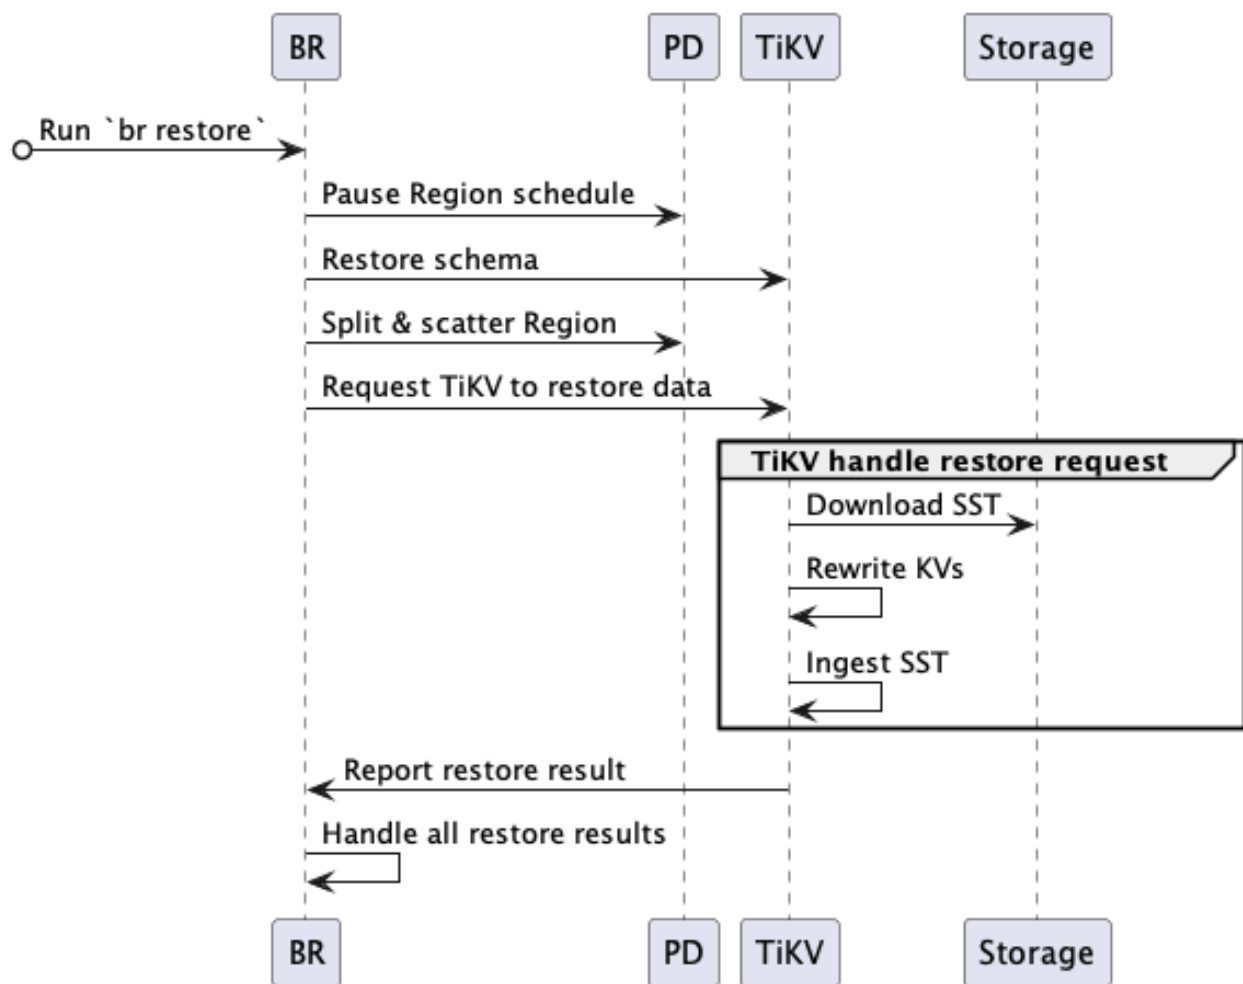 BR PD TiKV Storage
Run `br restore`
Pause Region schedule
Restore schema
Split & scatter Region
Request TiKV to restore data
TiKV handle restore request
Download SST
Rewrite KVs
Ingest SST
Report restore result
Handle all restore results
BR PD TiKV Storage